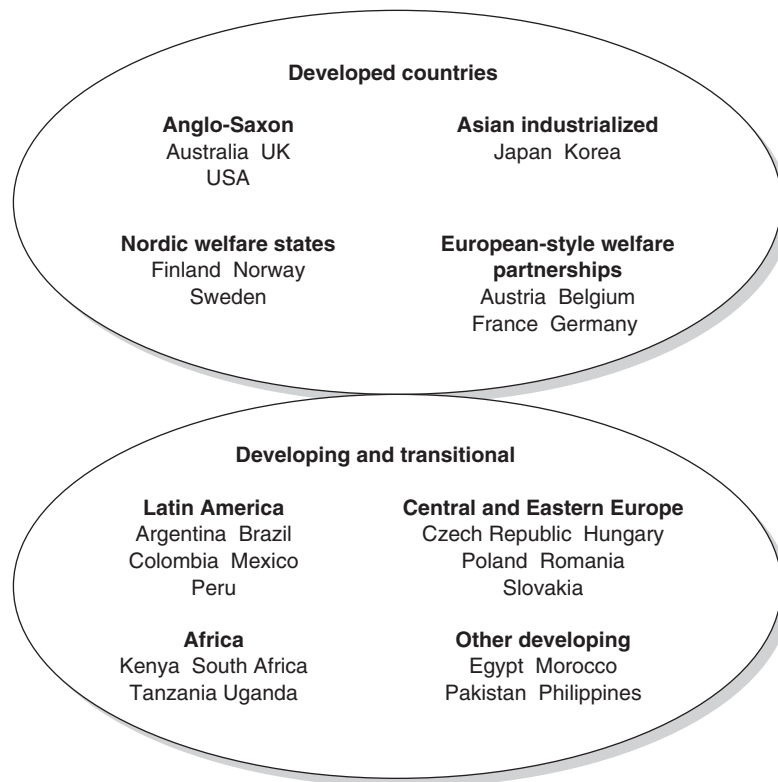 Developed countries
Anglo-Saxon
Australia UK
USA
Asian industrialized
Japan Korea
Nordic welfare states
Finland Norway
Sweden
European-style welfare
partnerships
Austria Belgium
France Germany
Developing and transitional
Latin America
Argentina Brazil
Colombia Mexico
Peru
Central and Eastern Europe
Czech Republic Hungary
Poland Romania
Slovakia
Africa
Kenya South Africa
Tanzania Uganda
Other developing
Egypt Morocco
Pakistan Philippines